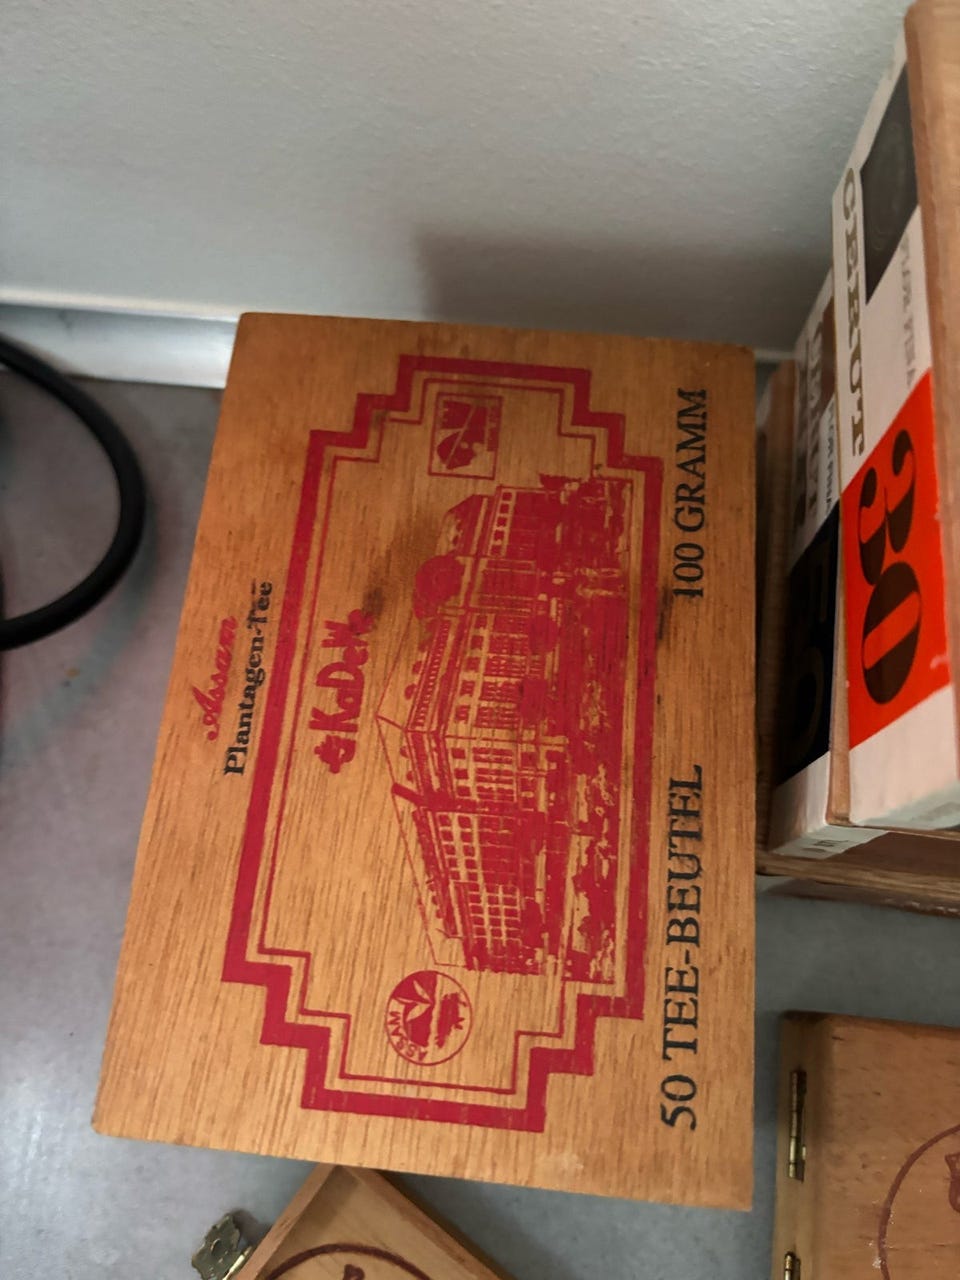 Assam
Plantagen-Tee
KaDeWe
ASSAM
50 TEE-BEUTEL
100 GRAMM
30